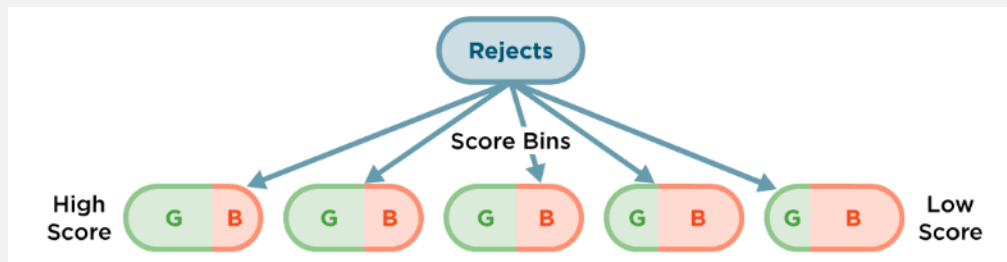 Rejects
Score Bins
High
Score
G B
G B
G B
G B
G B
Low
Score